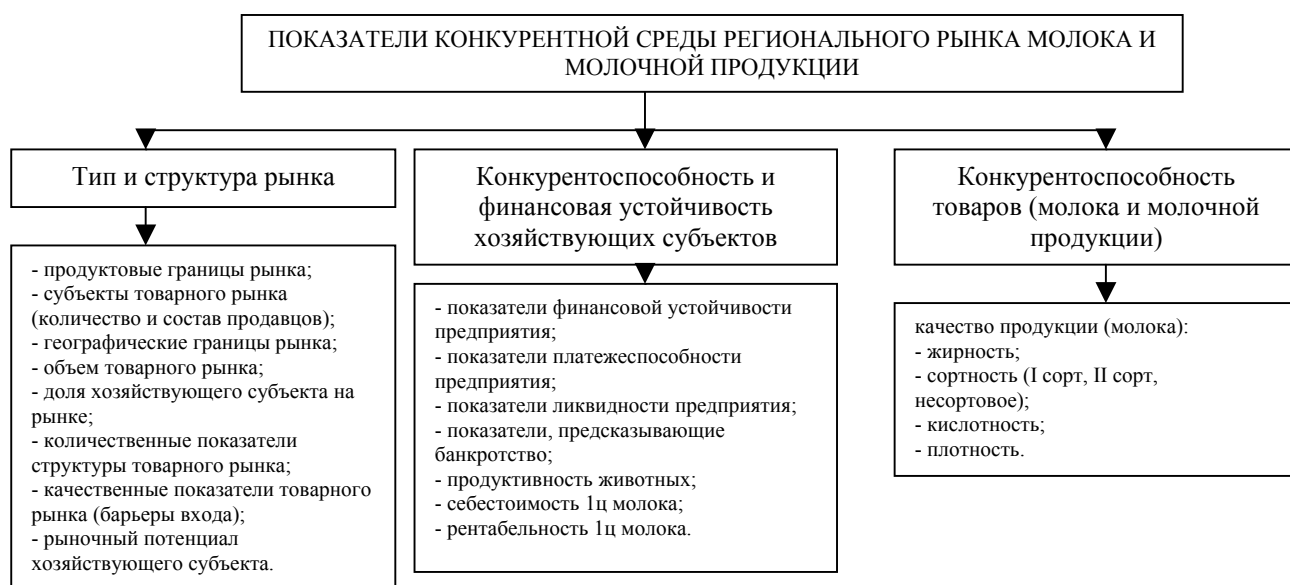 ПОКАЗАТЕЛИ КОНКУРЕНТНОЙ СРЕДЫ РЕГИОНАЛЬНОГО РЫНКА МОЛОКА И
МОЛОЧНОЙ ПРОДУКЦИИ
Тип и структура рынка
- продуктовые границы рынка;
- субъекты товарного рынка
(количество и состав продавцов);
- географические границы рынка;
- объем товарного рынка;
- доля хозяйствующего субъекта на
рынке;
- количественные показатели
структуры товарного рынка;
- качественные показатели товарного
рынка (барьеры входа);
- рыночный потенциал
хозяйствующего субъекта.
Конкурентоспособность и
финансовая устойчивость
хозяйствующих субъектов
- показатели финансовой устойчивости
предприятия;
- показатели платежеспособности
предприятия;
- показатели ликвидности предприятия;
- показатели, предсказывающие
банкротство;
- продуктивность животных;
- себестоимость 1ц молока;
- рентабельность 1ц молока.
Конкурентоспособность
товаров (молока и молочной
продукции)
качество продукции (молока):
- жирность;
- сортность (I сорт, II сорт,
несортовое);
- кислотность;
- плотность.